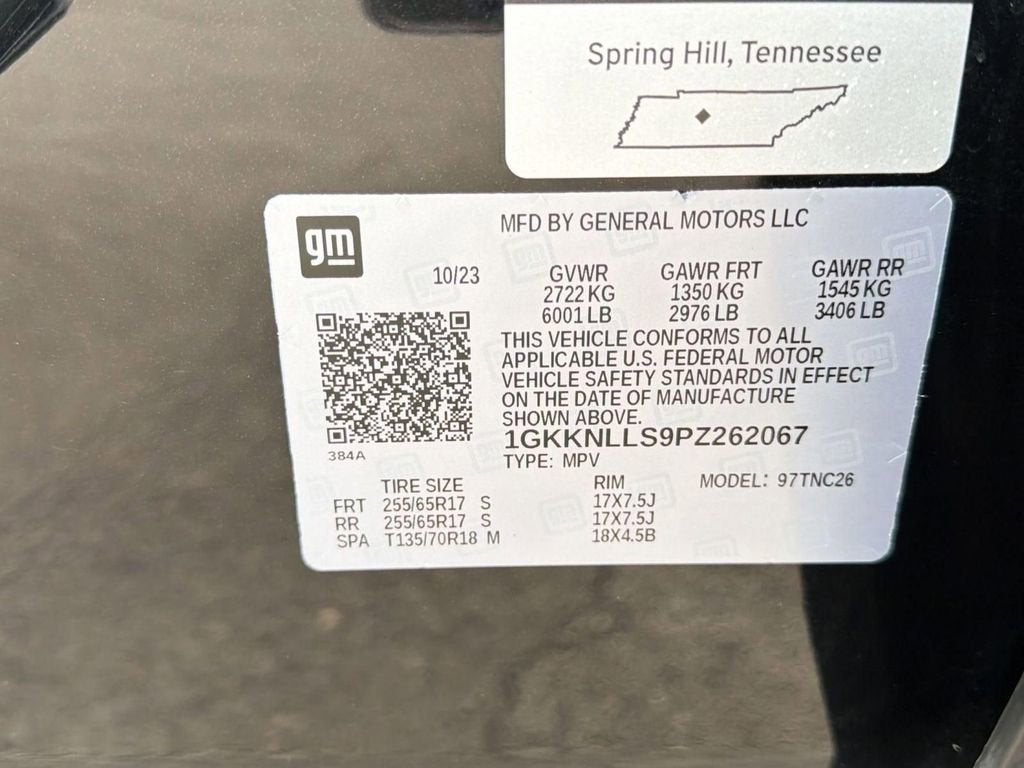 Spring Hill, Tennessee
gm
MFD BY GENERAL MOTORS LLC
10/23
GVWR GAWR FRT GAWR RR
2722 KG 1350 KG 1545 KG
6001 LB 2976 LB 3406 LB
THIS VEHICLE CONFORMS TO ALL
APPLICABLE U.S. FEDERAL MOTOR
VEHICLE SAFETY STANDARDS IN EFFECT
ON THE DATE OF MANUFACTURE
SHOWN ABOVE.
1GKKNLLS9PZ262067
384A
TYPE: MPV
TIRE SIZE RIM MODEL: 97TNC26
FRT 255/65R17 S 17X7.5J
RR 255/65R17 S 17X7.5J
SPA T135/70R18 M 18X4.5B